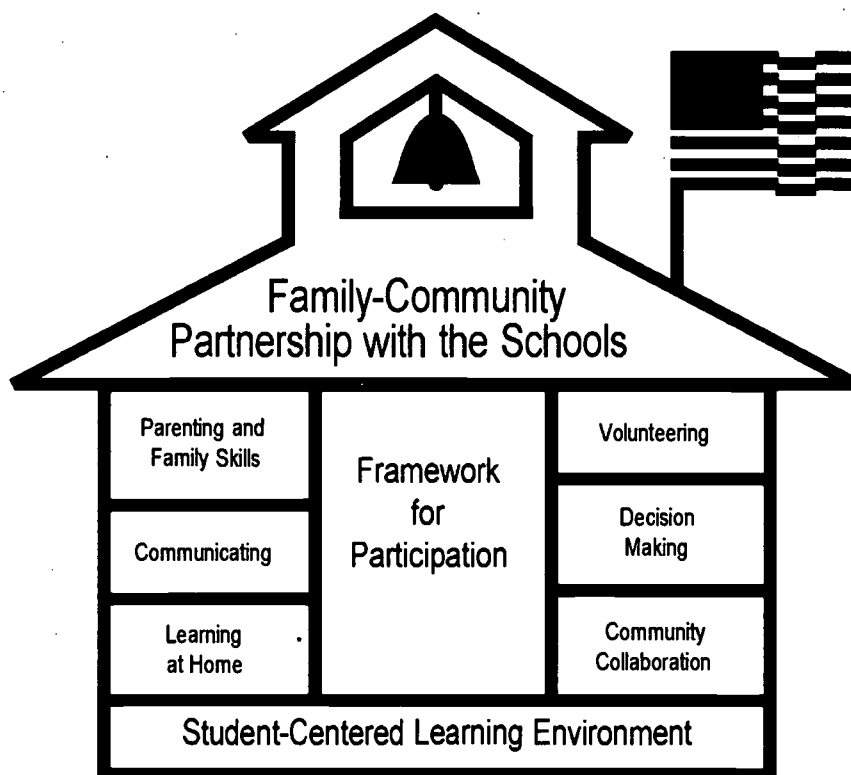 Family-Community
Partnership with the Schools
Parenting and
Family Skills
Communicating
Learning
at Home
Framework
for
Participation
Volunteering
Decision
Making
Community
Collaboration
Student-Centered Learning Environment